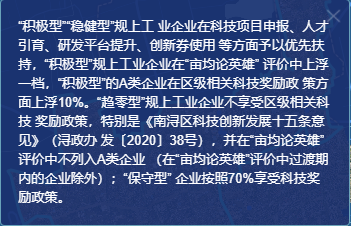 “积极型”“稳健型”规上工 业企业在科技项目申报、人才
引育、研发平台提升、创新券使用 等方面予以优先扶
持，“积极型”规上工业企业在“亩均论英雄” 评价中上浮
一档，“积极型”的A类企业在区级相关科技奖励政 策方
面上浮10%。“趋零型”规上工业企业不享受区级相关科
技 奖励政策，特别是《南浔区科技创新发展十五条意
见》（浔政办 发〔2020〕38号），并在“亩均论英雄”
评价中不列入A类企业 （在“亩均论英雄”评价中过渡期
内的企业除外）；“保守型” 企业按照70%享受科技奖
励政策。